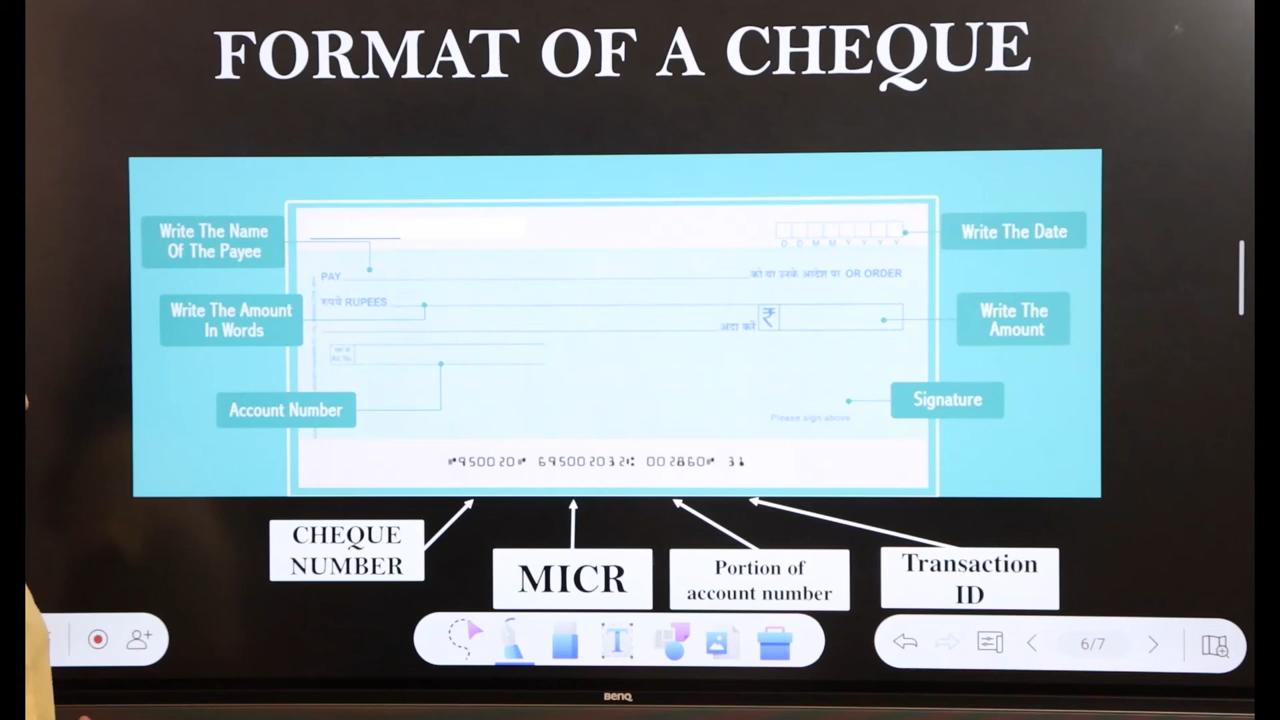 FORMAT OF A CHEQUE
Write The Name
Of The Payee
Write The Date
D D M M Y Y Y Y
PAY
को या उनके आदेश पर OR ORDER
रुपये RUPEES
Write The Amount
In Words
अदा करें
₹
Write The
Amount
Account Number
Signature
Please sign above
⑈950020⑈ 695002032⑆ 002860⑈ 31
CHEQUE
NUMBER
MICR
Portion of
account number
Transaction
ID
T
6/7
BenQ